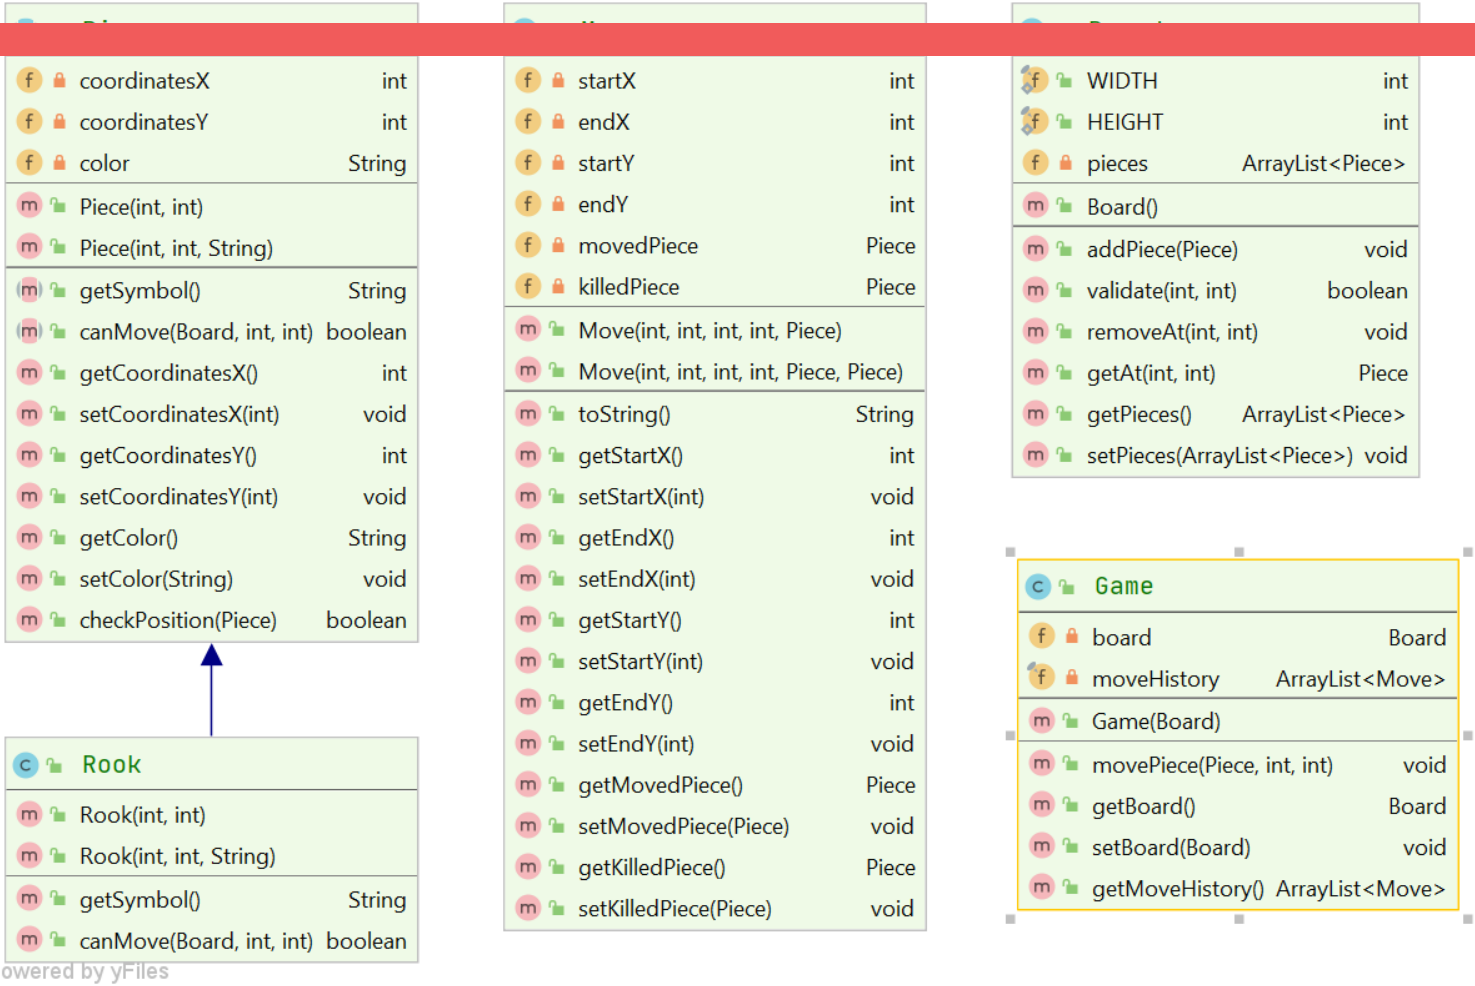 coordinatesX int
coordinatesY int
color String
Piece(int, int)
Piece(int, int, String)
getSymbol() String
canMove(Board, int, int) boolean
getCoordinatesX() int
setCoordinatesX(int) void
getCoordinatesY() int
setCoordinatesY(int) void
getColor() String
setColor(String) void
checkPosition(Piece) boolean
Rook
Rook(int, int)
Rook(int, int, String)
getSymbol() String
canMove(Board, int, int) boolean
owered by yFiles
startX int
endX int
startY int
endY int
movedPiece Piece
killedPiece Piece
Move(int, int, int, int, Piece)
Move(int, int, int, int, Piece, Piece)
toString() String
getStartX() int
setStartX(int) void
getEndX() int
setEndX(int) void
getStartY() int
setStartY(int) void
getEndY() int
setEndY(int) void
getMovedPiece() Piece
setMovedPiece(Piece) void
getKilledPiece() Piece
setKilledPiece(Piece) void
WIDTH int
HEIGHT int
pieces ArrayList<Piece>
Board()
addPiece(Piece) void
validate(int, int) boolean
removeAt(int, int) void
getAt(int, int) Piece
getPieces() ArrayList<Piece>
setPieces(ArrayList<Piece>) void
Game
board Board
moveHistory ArrayList<Move>
Game(Board)
movePiece(Piece, int, int) void
getBoard() Board
setBoard(Board) void
getMoveHistory() ArrayList<Move>